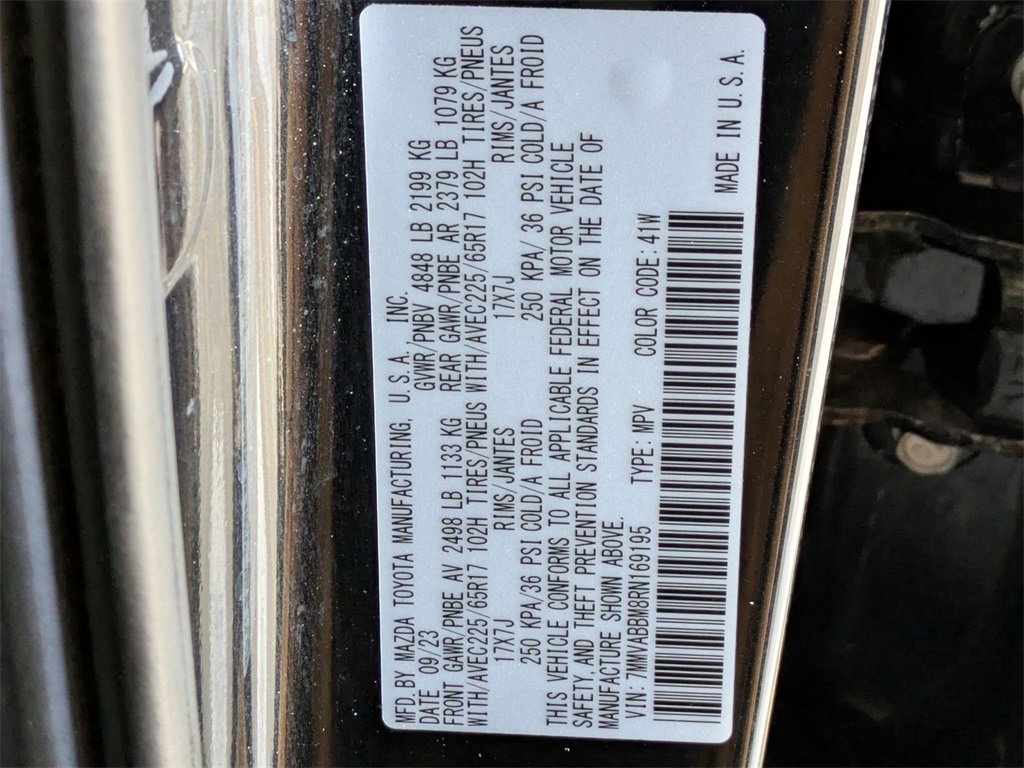 MFD. BY MAZDA TOYOTA MANUFACTURING, U.S.A., INC.
DATE 09/23 GVWR/PNBV 4848 LB 2199 KG
FRONT GAWR/PNBE AV 2498 LB 1133 KG REAR GAWR/PNBE AR 2379 LB 1079 KG
WITH/AVEC225/65R17 102H TIRES/PNEUS WITH/AVEC225/65R17 102H TIRES/PNEUS
17X7J RIMS/JANTES 17X7J RIMS/JANTES
250 KPA/36 PSI COLD/A FROID 250 KPA/ 36 PSI COLD/A FROID
THIS VEHICLE CONFORMS TO ALL APPLICABLE FEDERAL MOTOR VEHICLE
SAFETY, AND THEFT PREVENTION STANDARDS IN EFFECT ON THE DATE OF
MANUFACTURE SHOWN ABOVE.
VIN: 7MMVABBM8RN169195 TYPE: MPV COLOR CODE: 41W
MADE IN U.S.A.